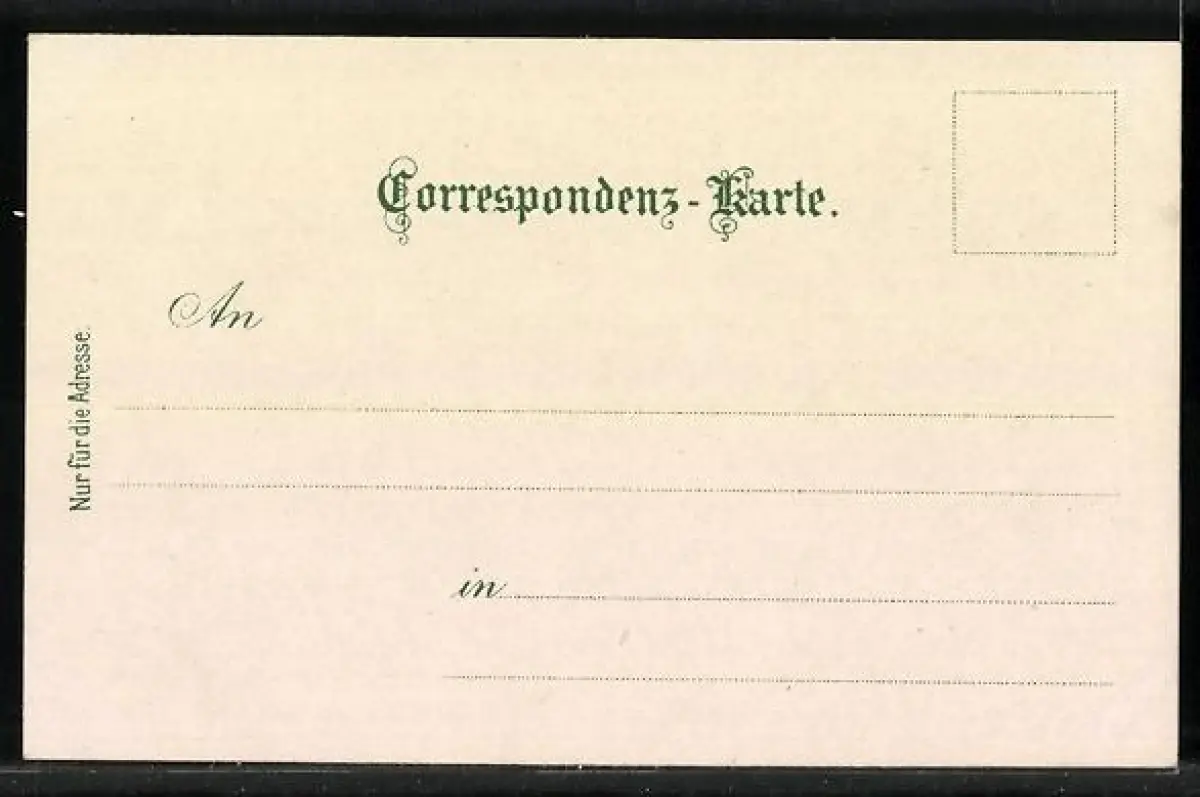 Correspondenz-Karte.
An
Nur für die Adresse.
in